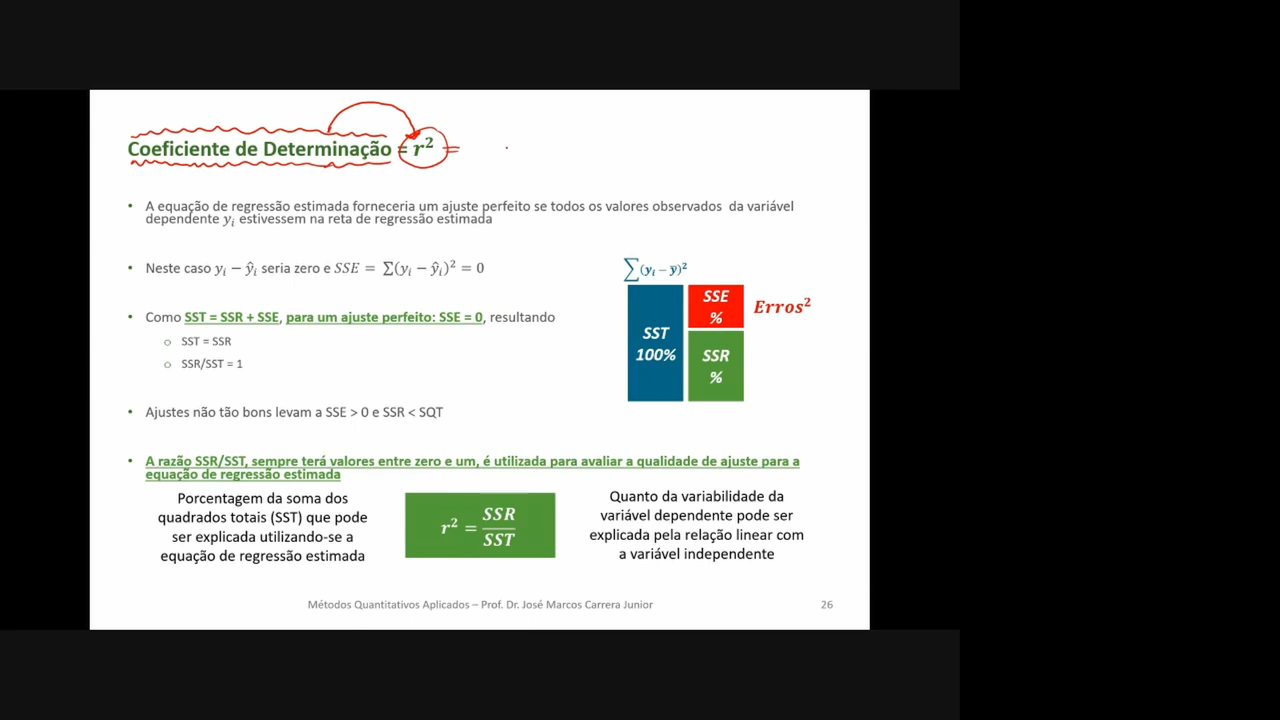 Coeficiente de Determinação = r² =
• A equação de regressão estimada forneceria um ajuste perfeito se todos os valores observados da variável
dependente yᵢ estivessem na reta de regressão estimada
• Neste caso yᵢ − ŷᵢ seria zero e SSE = Σ(yᵢ − ŷᵢ)² = 0
∑(yᵢ − ȳ)²
SST
100%
SSE
%
Erros²
SSR
%
• Como SST = SSR + SSE, para um ajuste perfeito: SSE = 0, resultando
o SST = SSR
o SSR/SST = 1
• Ajustes não tão bons levam a SSE > 0 e SSR < SQT
• A razão SSR/SST, sempre terá valores entre zero e um, é utilizada para avaliar a qualidade de ajuste para a
equação de regressão estimada
Porcentagem da soma dos
quadrados totais (SST) que pode
ser explicada utilizando-se a
equação de regressão estimada
r² = SSR/SST
Quanto da variabilidade da
variável dependente pode ser
explicada pela relação linear com
a variável independente
Métodos Quantitativos Aplicados – Prof. Dr. José Marcos Carrera Junior
26